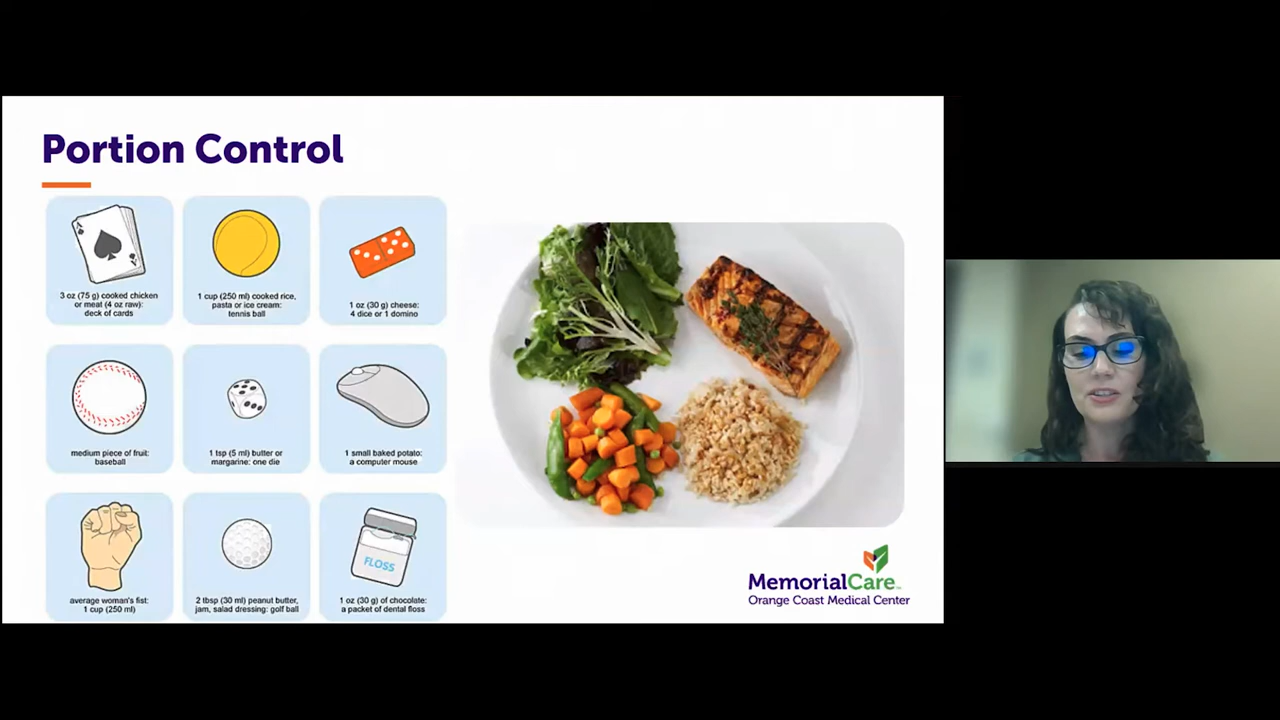 Portion Control
3 oz (75 g) cooked chicken
or meat (4 oz raw):
deck of cards
1 cup (250 ml) cooked rice,
pasta or ice cream:
tennis ball
1 oz (30 g) cheese:
4 dice or 1 domino
medium piece of fruit:
baseball
1 tsp (5 ml) butter or
margarine: one die
1 small baked potato:
a computer mouse
FLOSS
average woman's fist:
1 cup (250 ml)
2 tbsp (30 ml) peanut butter,
jam, salad dressing: golf ball
1 oz (30 g) of chocolate:
a packet of dental floss
MemorialCare
Orange Coast Medical Center